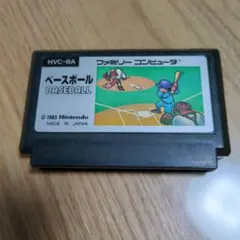 HVC-BA
ファミリー コンピュータ
ベースボール
BASEBALL
©1983 Nintendo
MADE IN JAPAN